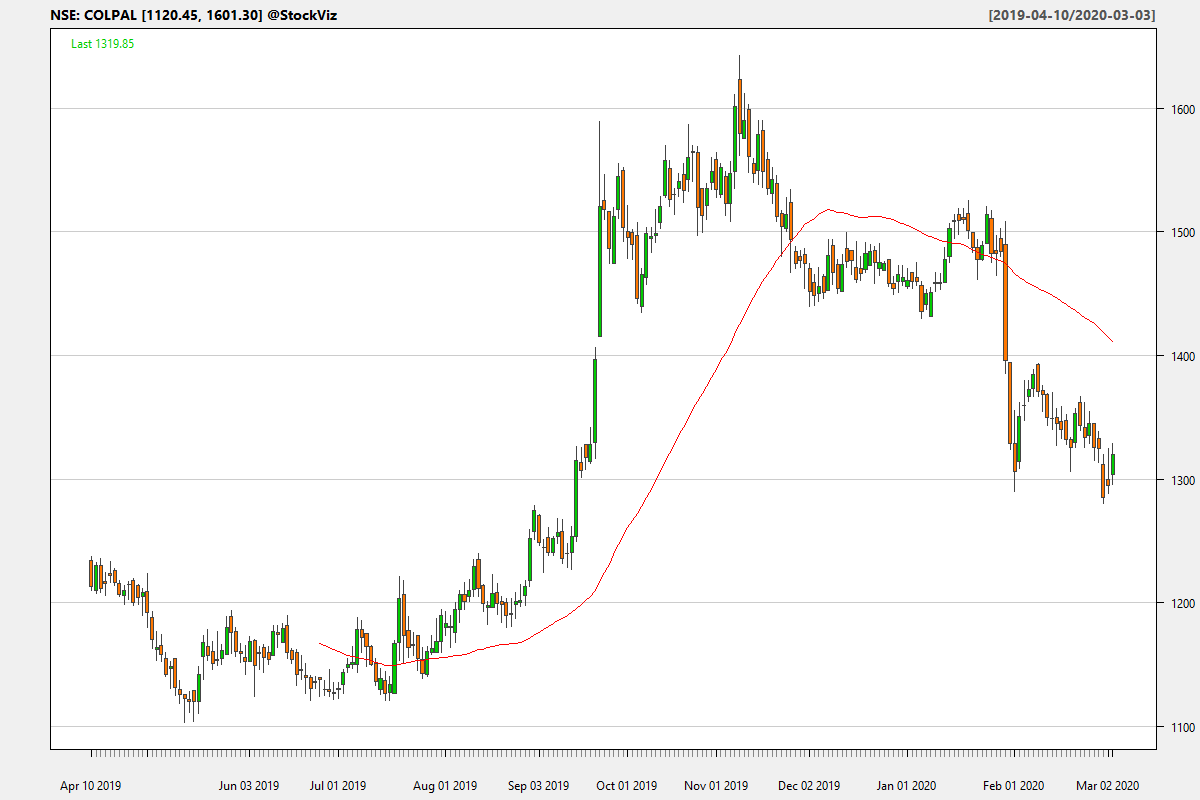 NSE: COLPAL [1120.45, 1601.30] @StockViz
[2019-04-10/2020-03-03]
Last 1319.85
1600
1500
1400
1300
1200
1100
Apr 10 2019 Jun 03 2019 Jul 01 2019 Aug 01 2019 Sep 03 2019 Oct 01 2019 Nov 01 2019 Dec 02 2019 Jan 01 2020 Feb 01 2020 Mar 02 2020